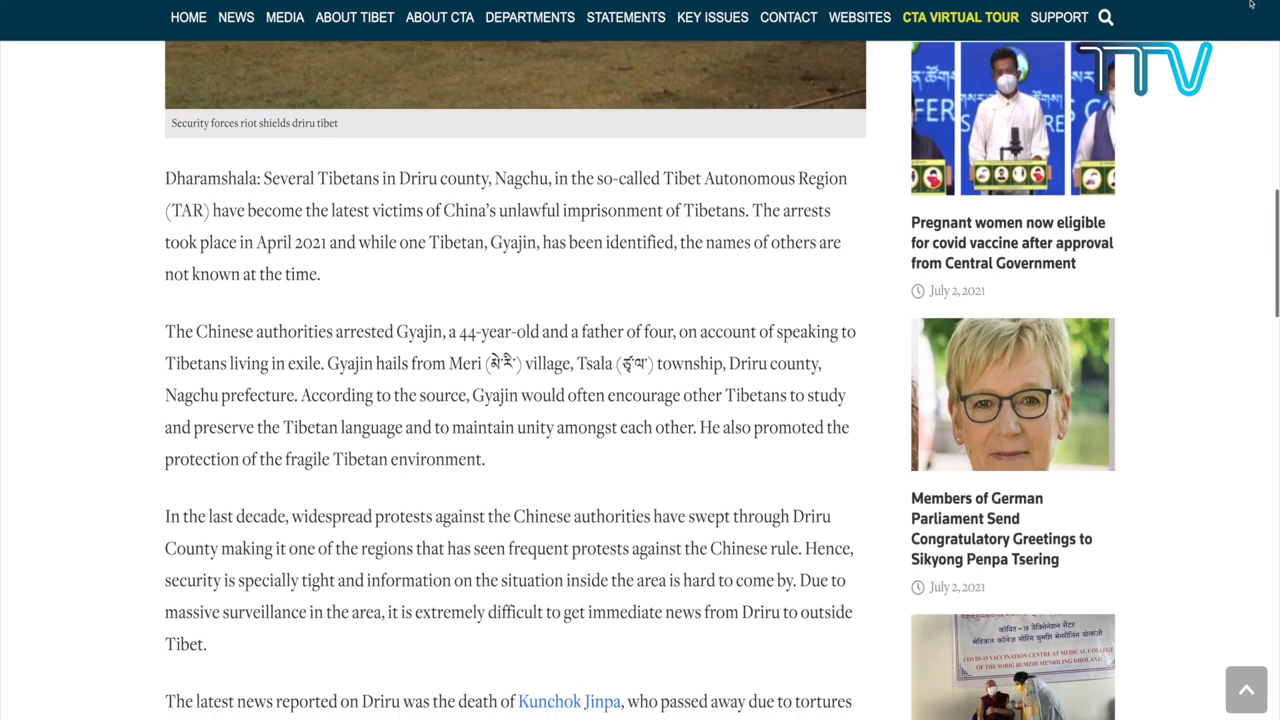 HOME NEWS MEDIA ABOUT TIBET ABOUT CTA DEPARTMENTS STATEMENTS KEY ISSUES CONTACT WEBSITES CTA VIRTUAL TOUR SUPPORT
TTV
Security forces riot shields driru tibet
Dharamshala: Several Tibetans in Driru county, Nagchu, in the so-called Tibet Autonomous Region
(TAR) have become the latest victims of China’s unlawful imprisonment of Tibetans. The arrests
took place in April 2021 and while one Tibetan, Gyajin, has been identified, the names of others are
not known at the time.
The Chinese authorities arrested Gyajin, a 44-year-old and a father of four, on account of speaking to
Tibetans living in exile. Gyajin hails from Meri (མེ་རི་) village, Tsala (ཙྭ་ལ་) township, Driru county,
Nagchu prefecture. According to the source, Gyajin would often encourage other Tibetans to study
and preserve the Tibetan language and to maintain unity amongst each other. He also promoted the
protection of the fragile Tibetan environment.
In the last decade, widespread protests against the Chinese authorities have swept through Driru
County making it one of the regions that has seen frequent protests against the Chinese rule. Hence,
security is specially tight and information on the situation inside the area is hard to come by. Due to
massive surveillance in the area, it is extremely difficult to get immediate news from Driru to outside
Tibet.
The latest news reported on Driru was the death of Kunchok Jinpa, who passed away due to tortures
Pregnant women now eligible
for covid vaccine after approval
from Central Government
July 2, 2021
Members of German
Parliament Send
Congratulatory Greetings to
Sikyong Penpa Tsering
July 2, 2021
कोविड-१९ वैक्सिनेशन सेंटर
COVID-19 VACCINATION CENTRE AT MEDICAL COLLEGE